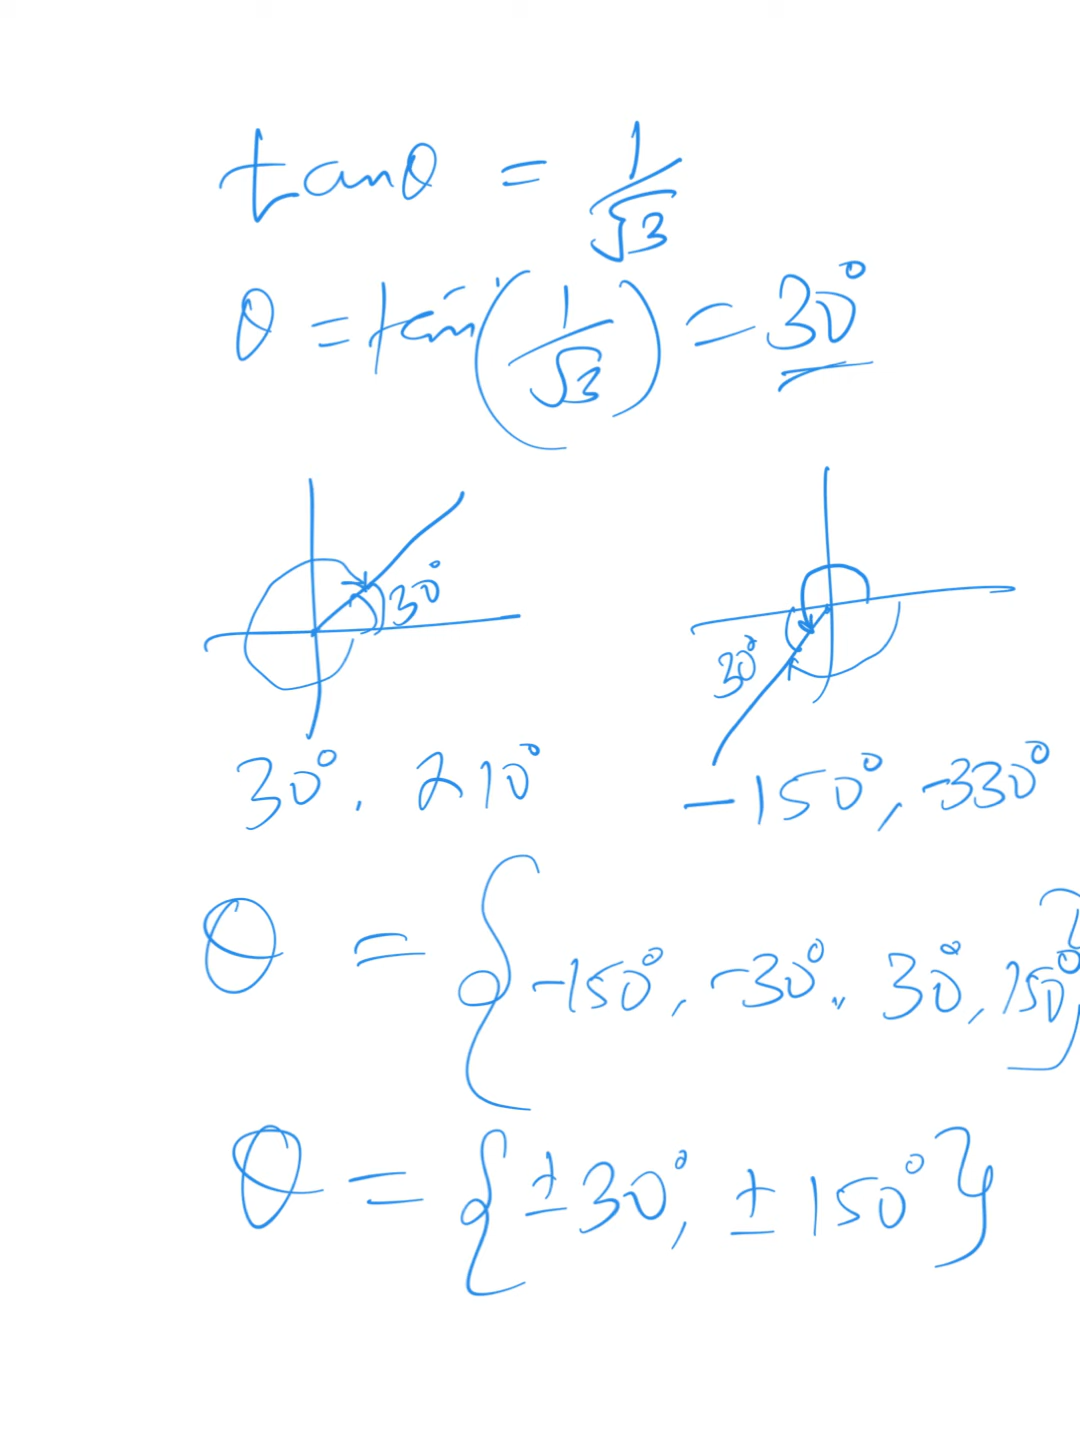 tanθ = 1/√3
θ = tan⁻¹(1/√3) = 30°
30°
30°
30°, 210° -150°, -330°
θ = {-150°, -30°, 30°, 150°}
θ = {±30°, ±150°}